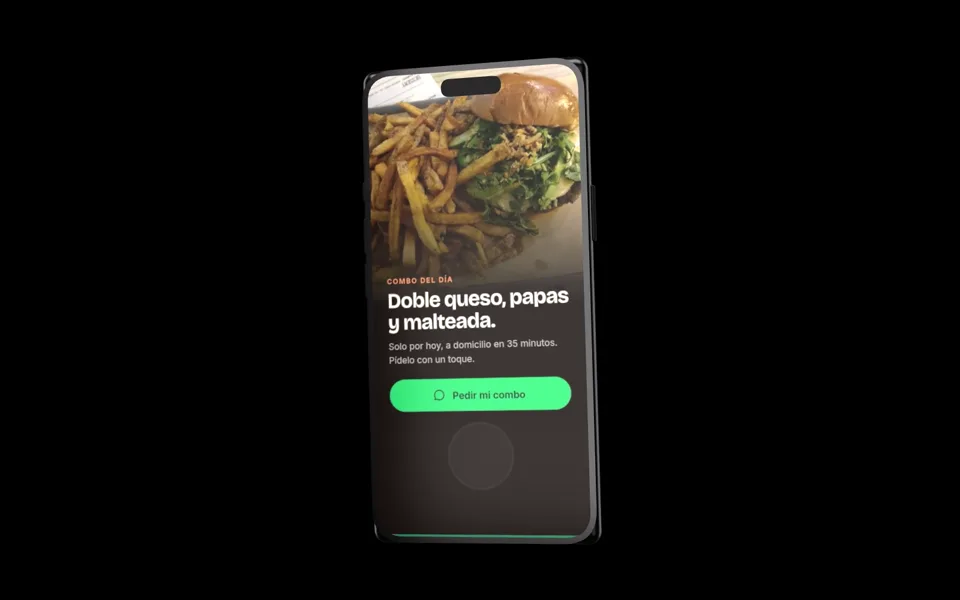 COMBO DEL DÍA
Doble queso, papas
y malteada.
Solo por hoy, a domicilio en 35 minutos.
Pídelo con un toque.
Pedir mi combo